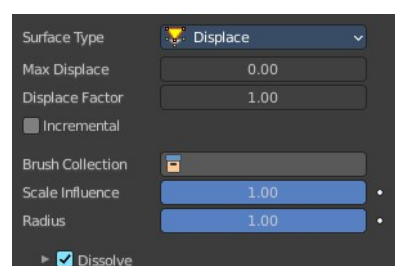 Surface Type Displace
Max Displace 0.00
Displace Factor 1.00
Incremental
Brush Collection
Scale Influence 1.00
Radius 1.00
Dissolve